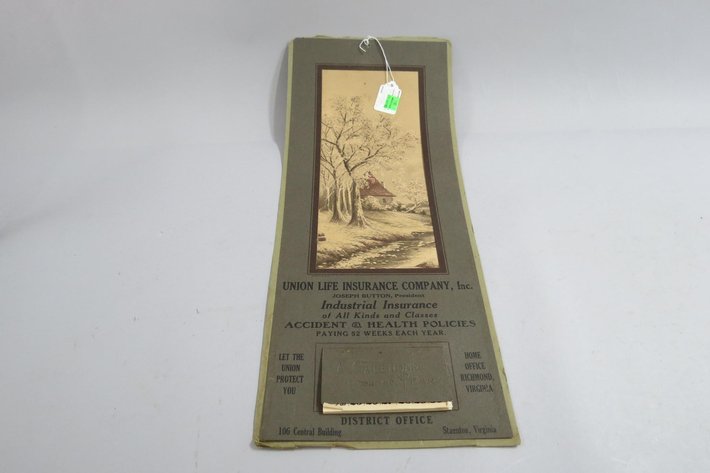 UNION LIFE INSURANCE COMPANY, Inc.
JOSEPH BUTTON, President
Industrial Insurance
of All Kinds and Classes
ACCIDENT & HEALTH POLICIES
PAYING 52 WEEKS EACH YEAR.
LET THE
UNION
PROTECT
YOU
HOME
OFFICE
RICHMOND,
VIRGINIA
DISTRICT OFFICE
106 Central Building
Staunton, Virginia